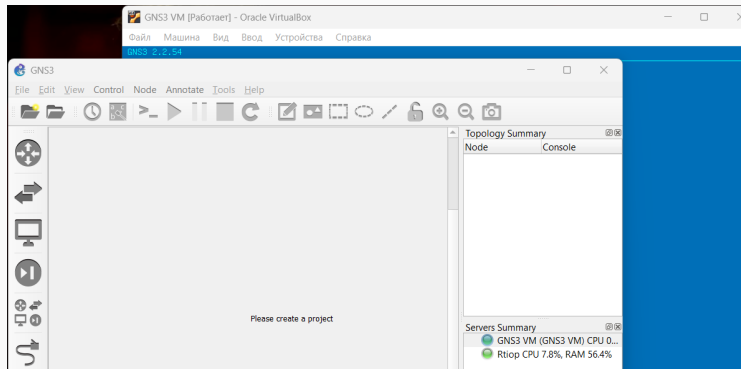 GNS3 VM [Работает] - Oracle VirtualBox
Файл Машина Вид Ввод Устройства Справка
GNS3 2.2.54
GNS3
File Edit View Control Node Annotate Tools Help
Topology Summary
Node Console
Please create a project
Servers Summary
GNS3 VM (GNS3 VM) CPU 0...
Rtiop CPU 7.8%, RAM 56.4%